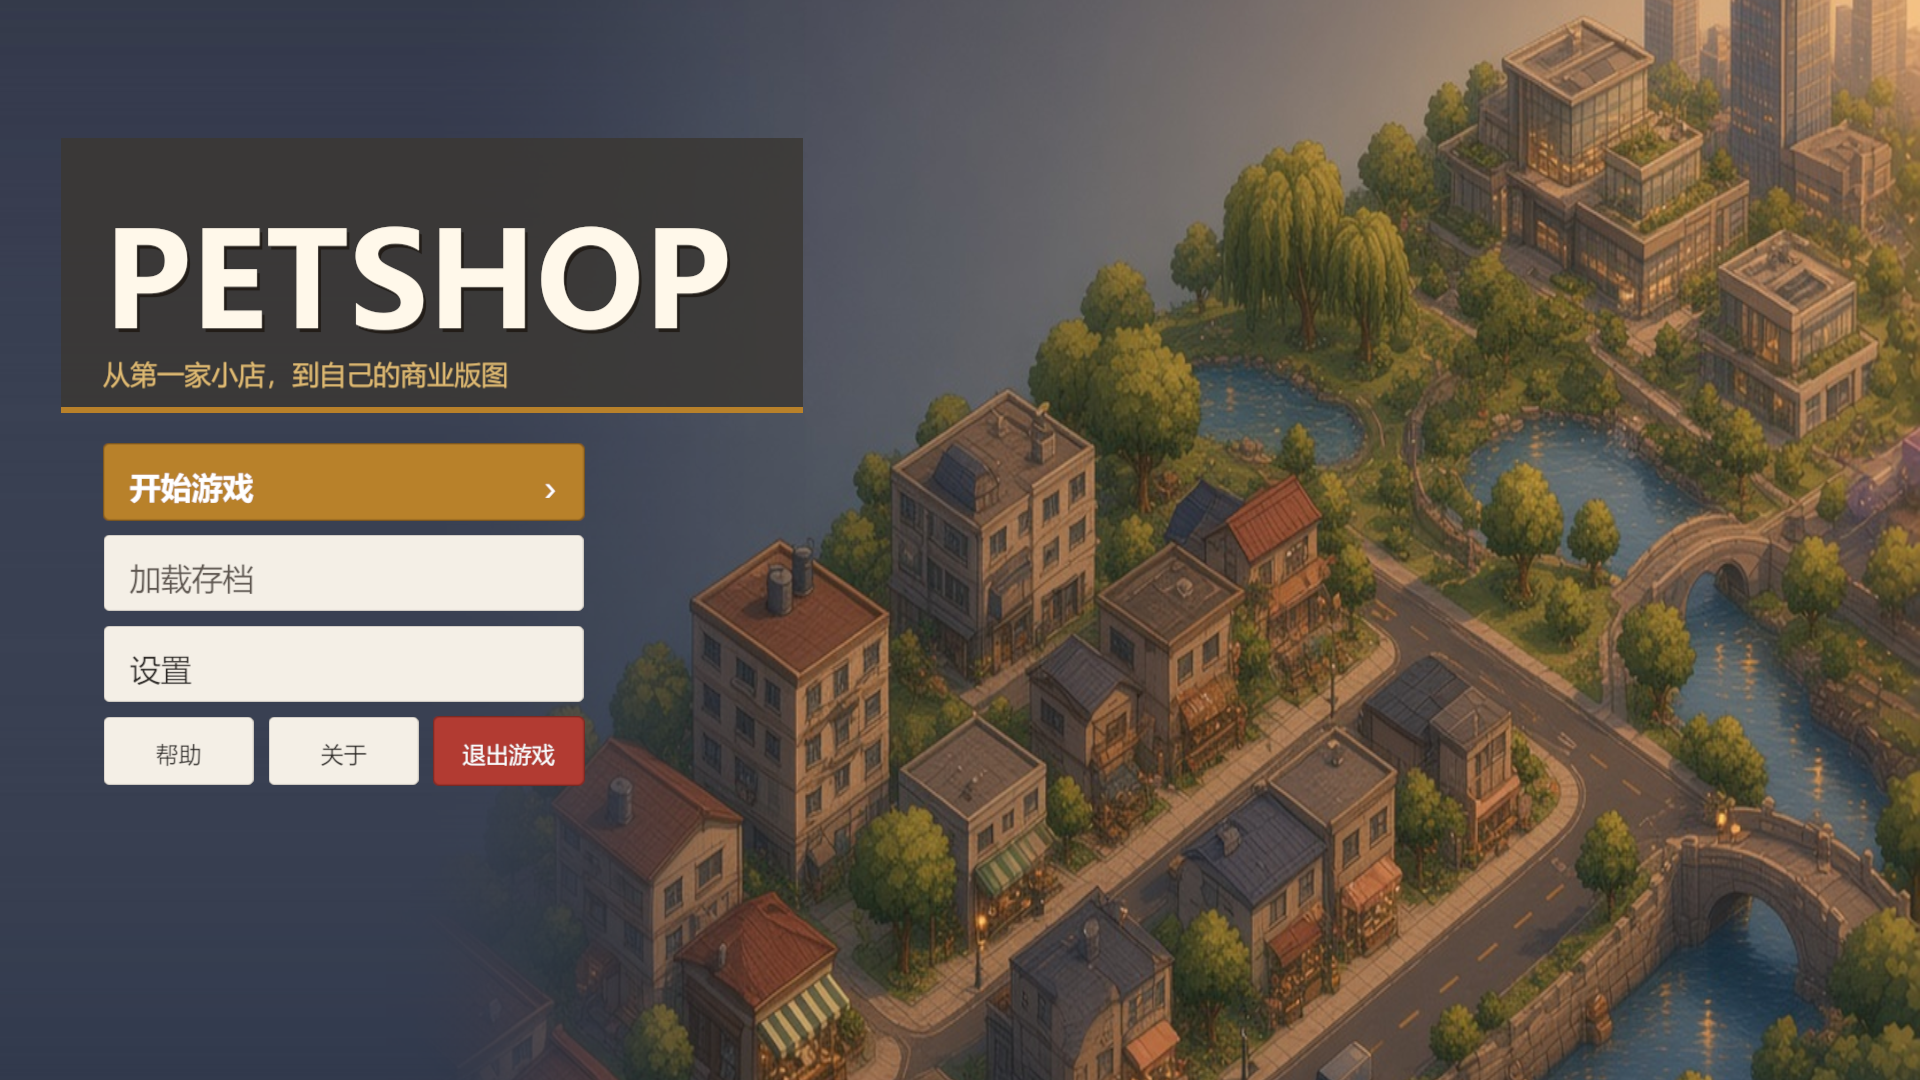 PETSHOP
从第一家小店，到自己的商业版图
开始游戏 ›
加载存档
设置
帮助 关于 退出游戏